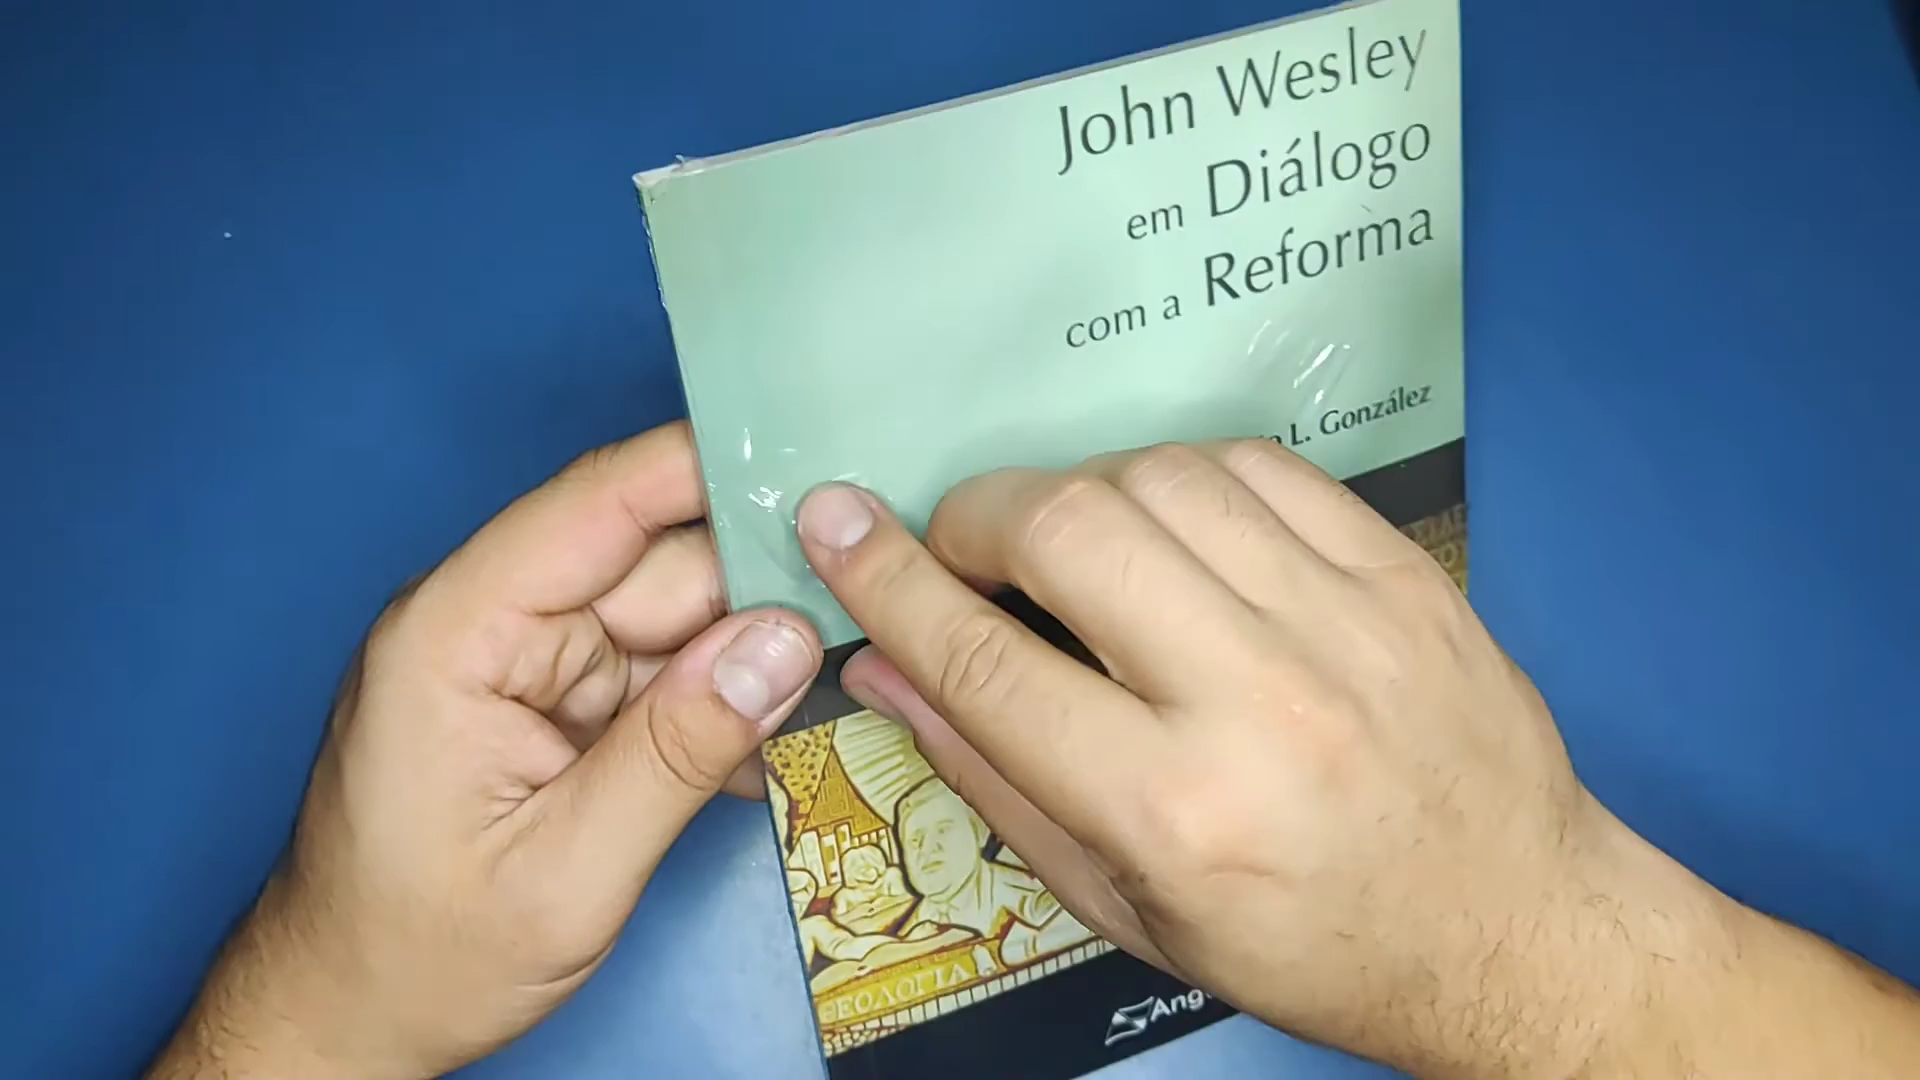 John Wesley
em Diálogo
com a Reforma
L. González
ΘΕΟΛΟΓΙΑ